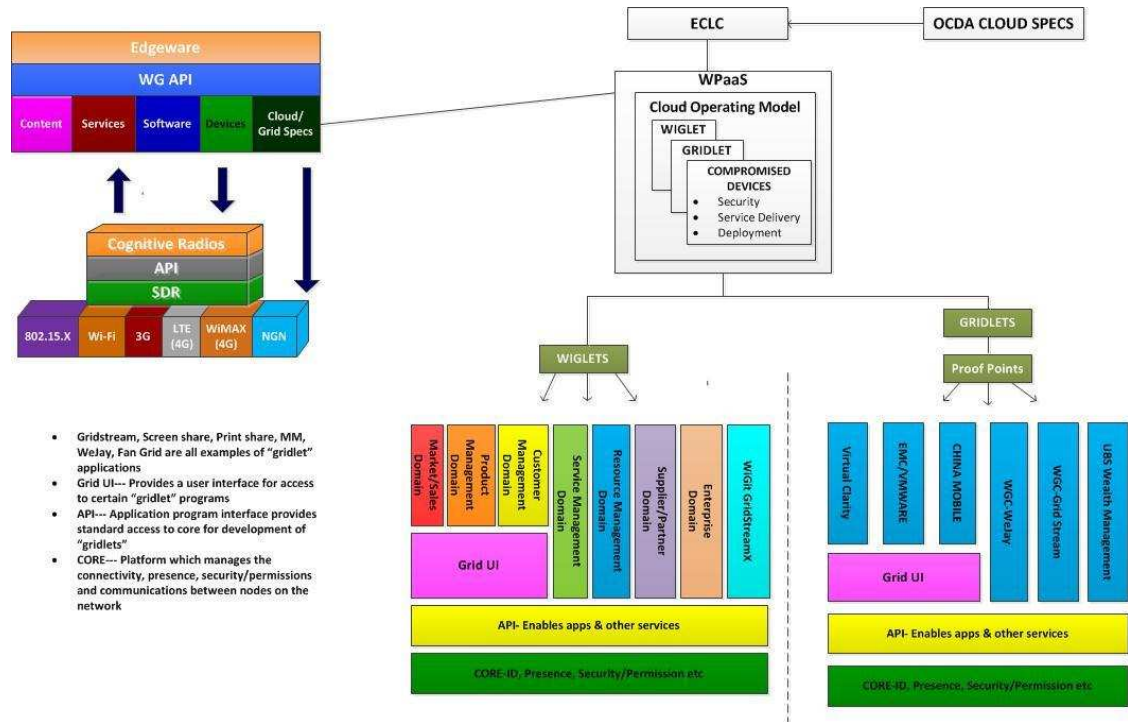 ECLC
OCDA CLOUD SPECS
Edgeware
WG API
Content
Services
Software
Devices
Cloud/
Grid Specs
WPaaS
Cloud Operating Model
WIGLET
GRIDLET
COMPROMISED
DEVICES
• Security
• Service Delivery
• Deployment
Cognitive Radios
API
SDR
802.15.X
Wi-Fi
3G
LTE
(4G)
WiMAX
(4G)
NGN
WIGLETS
GRIDLETS
Proof Points
• Gridstream, Screen share, Print share, MM,
WeJay, Fan Grid are all examples of “gridlet”
applications
• Grid UI--- Provides a user interface for access
to certain “gridlet” programs
• API--- Application program interface provides
standard access to core for development of
“gridlets”
• CORE--- Platform which manages the
connectivity, presence, security/permissions
and communications between nodes on the
network
Market/Sales
Domain
Product
Management
Domain
Customer
Management
Domain
Service Management
Domain
Resource Management
Domain
Supplier/Partner
Domain
Enterprise Domain
WiGit GridStreamX
Grid UI
API- Enables apps & other services
CORE-ID, Presence, Security/Permission etc
Virtual
Clarity
EMC/VMWARE
CHINA MOBILE
WGC-WeJay
WGC-Grid Stream
UBS Wealth Management
Grid UI
API- Enables apps & other services
CORE-ID, Presence, Security/Permission etc